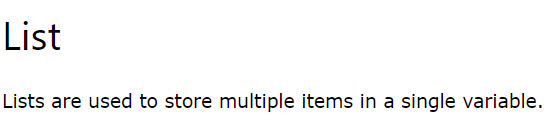 List
Lists are used to store multiple items in a single variable.